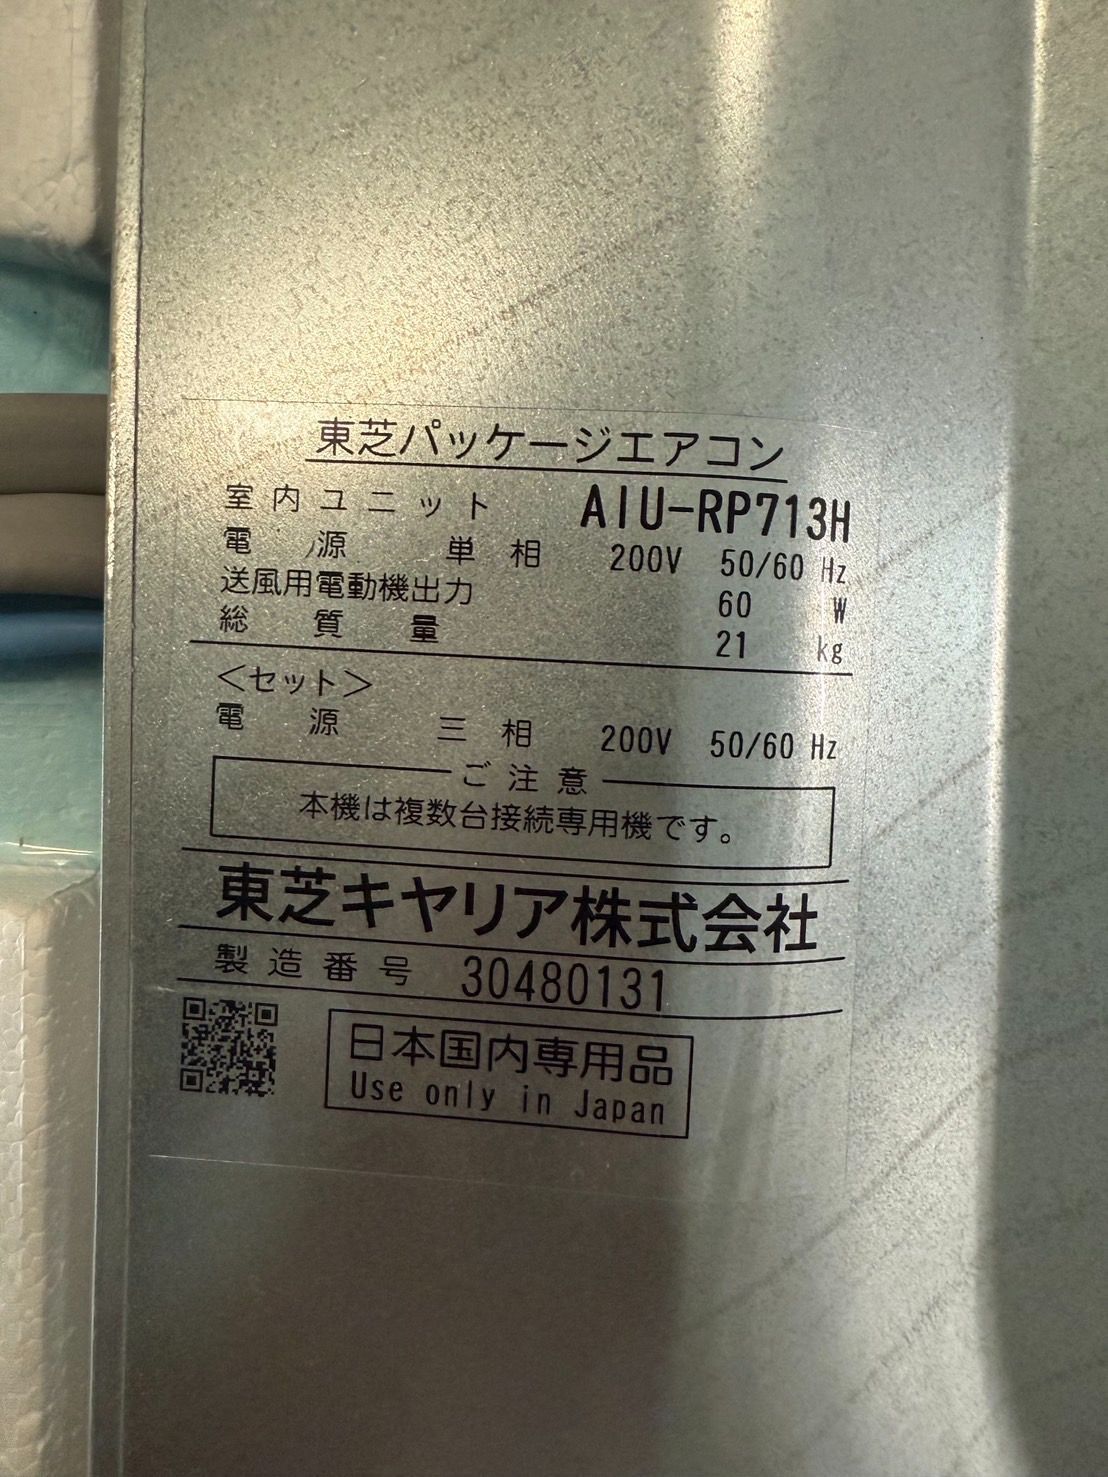 東芝パッケージエアコン
室内ユニット AIU-RP713H
電源 単相 200V 50/60 Hz
送風用電動機出力 60 W
総質量 21 kg
<セット>
電源 三相 200V 50/60 Hz
ご注意
本機は複数台接続専用機です。
東芝キヤリア株式会社
製造番号 30480131
日本国内専用品
Use only in Japan